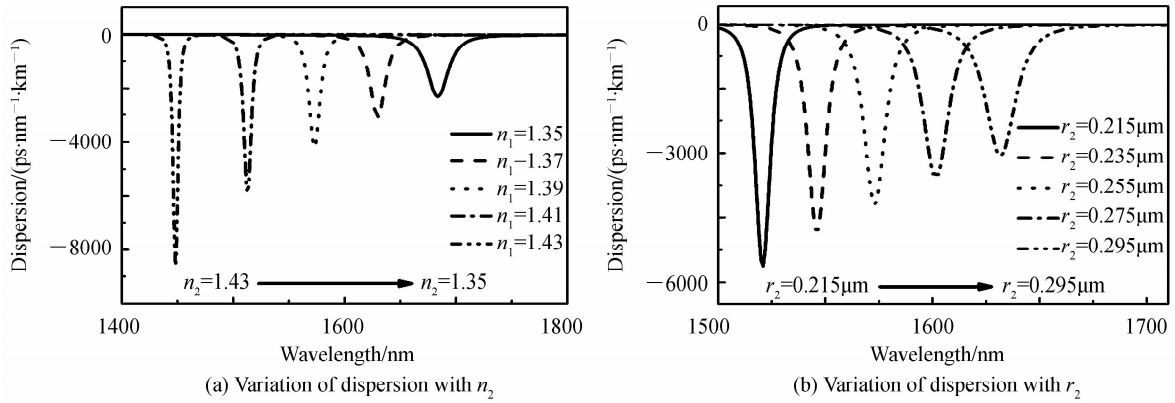 0
−4000
−8000
Dispersion/(ps·nm⁻¹·km⁻¹)
n₁=1.35
n₁−1.37
n₁=1.39
n₁=1.41
n₁=1.43
n₂=1.43 n₂=1.35
1400 1600 1800
Wavelength/nm
(a) Variation of dispersion with n₂
0
−3000
−6000
Dispersion/(ps·nm⁻¹·km⁻¹)
r₂=0.215μm
r₂=0.235μm
r₂=0.255μm
r₂=0.275μm
r₂=0.295μm
r₂=0.215μm r₂=0.295μm
1500 1600 1700
Wavelength/nm
(b) Variation of dispersion with r₂